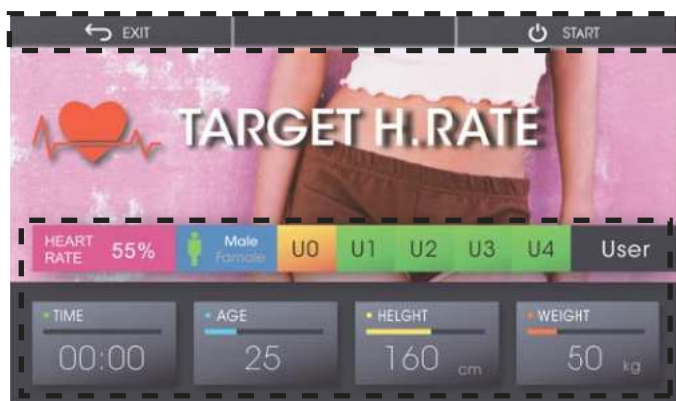 EXIT START
TARGET H.RATE
HEART RATE 55% Male Famale U0 U1 U2 U3 U4 User
TIME AGE HELGHT WEIGHT
00:00 25 160 cm 50 kg